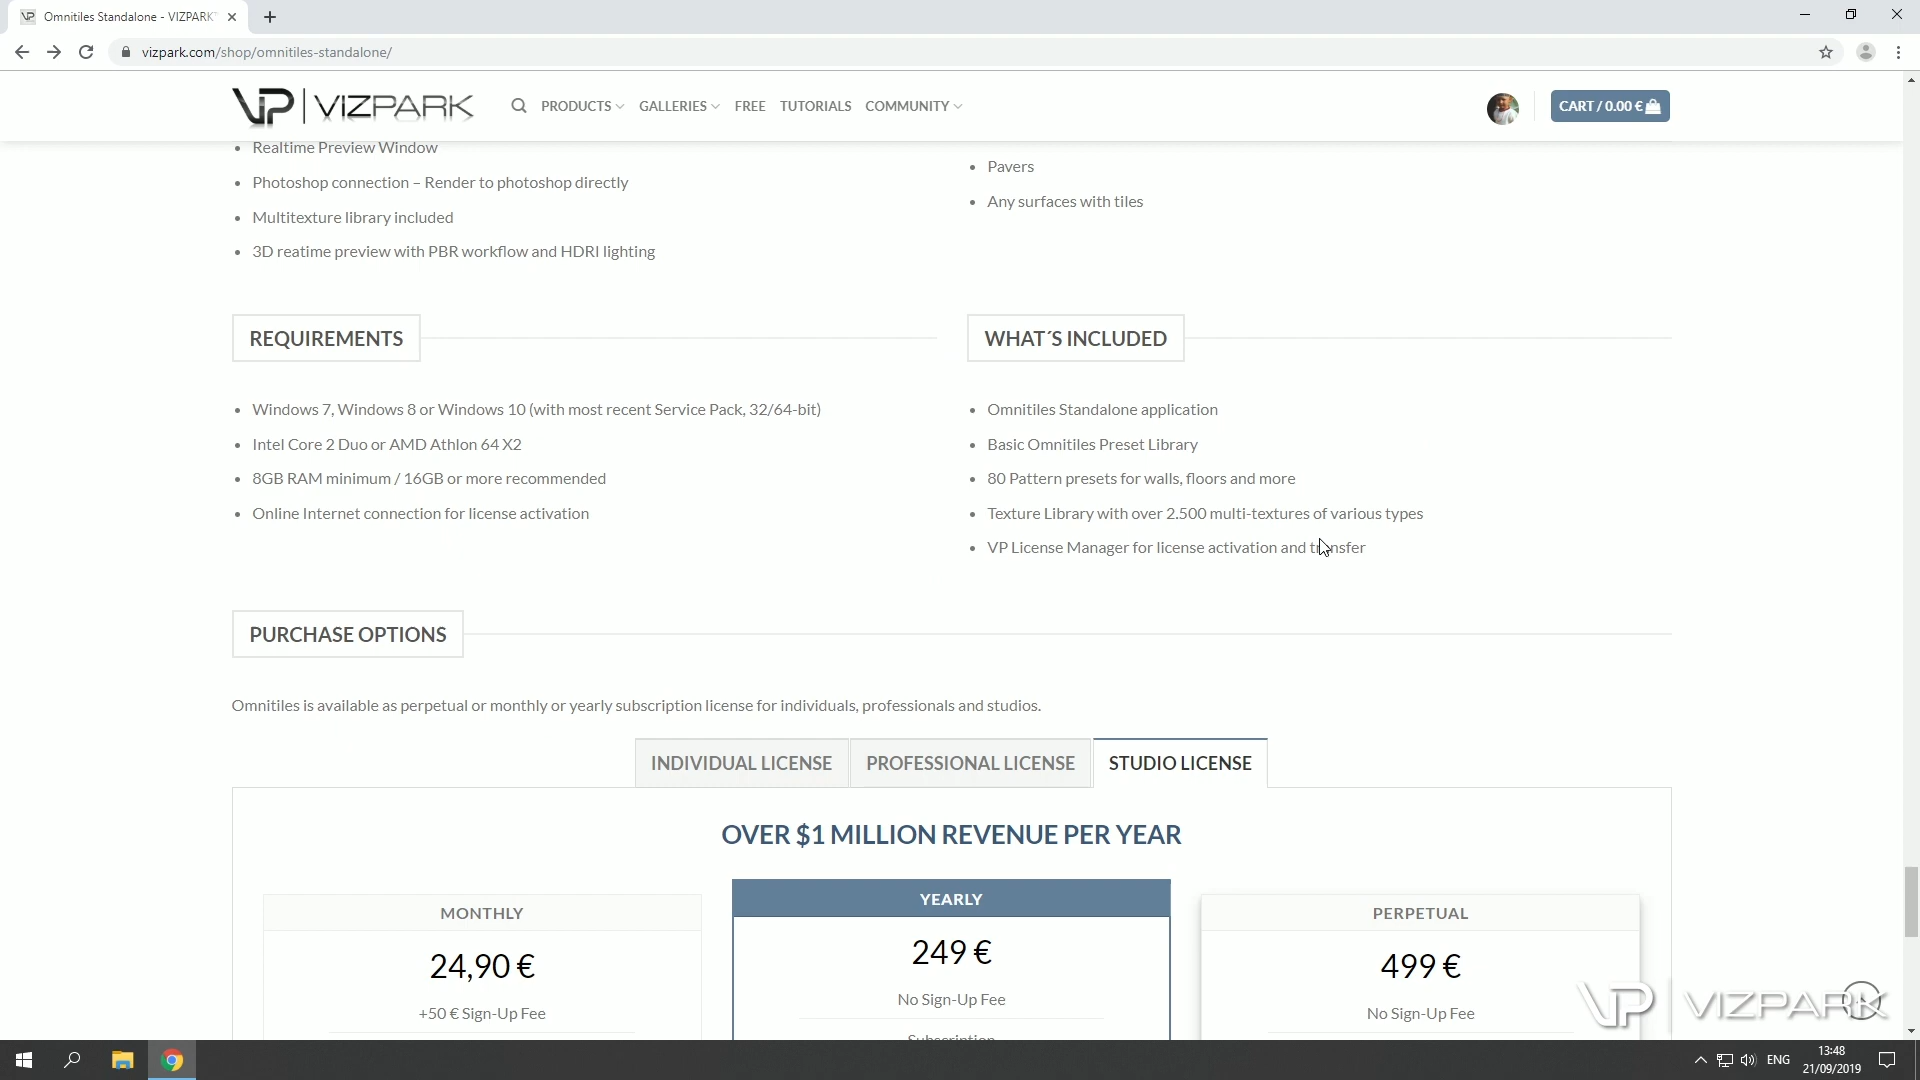 Omnitiles Standalone - VIZPARK
vizpark.com/shop/omnitiles-standalone/
VP | VIZPARK
PRODUCTS
GALLERIES
FREE
TUTORIALS
COMMUNITY
CART / 0.00 €
Realtime Preview Window
Photoshop connection – Render to photoshop directly
Multitexture library included
3D reatime preview with PBR workflow and HDRI lighting
Pavers
Any surfaces with tiles
REQUIREMENTS
Windows 7, Windows 8 or Windows 10 (with most recent Service Pack, 32/64-bit)
Intel Core 2 Duo or AMD Athlon 64 X2
8GB RAM minimum / 16GB or more recommended
Online Internet connection for license activation
WHAT´S INCLUDED
Omnitiles Standalone application
Basic Omnitiles Preset Library
80 Pattern presets for walls, floors and more
Texture Library with over 2.500 multi-textures of various types
VP License Manager for license activation and transfer
PURCHASE OPTIONS
Omnitiles is available as perpetual or monthly or yearly subscription license for individuals, professionals and studios.
INDIVIDUAL LICENSE
PROFESSIONAL LICENSE
STUDIO LICENSE
OVER $1 MILLION REVENUE PER YEAR
MONTHLY
24,90 €
+50 € Sign-Up Fee
YEARLY
249 €
No Sign-Up Fee
Subscription
PERPETUAL
499 €
No Sign-Up Fee
VP | VIZPARK
ENG
13:48
21/09/2019